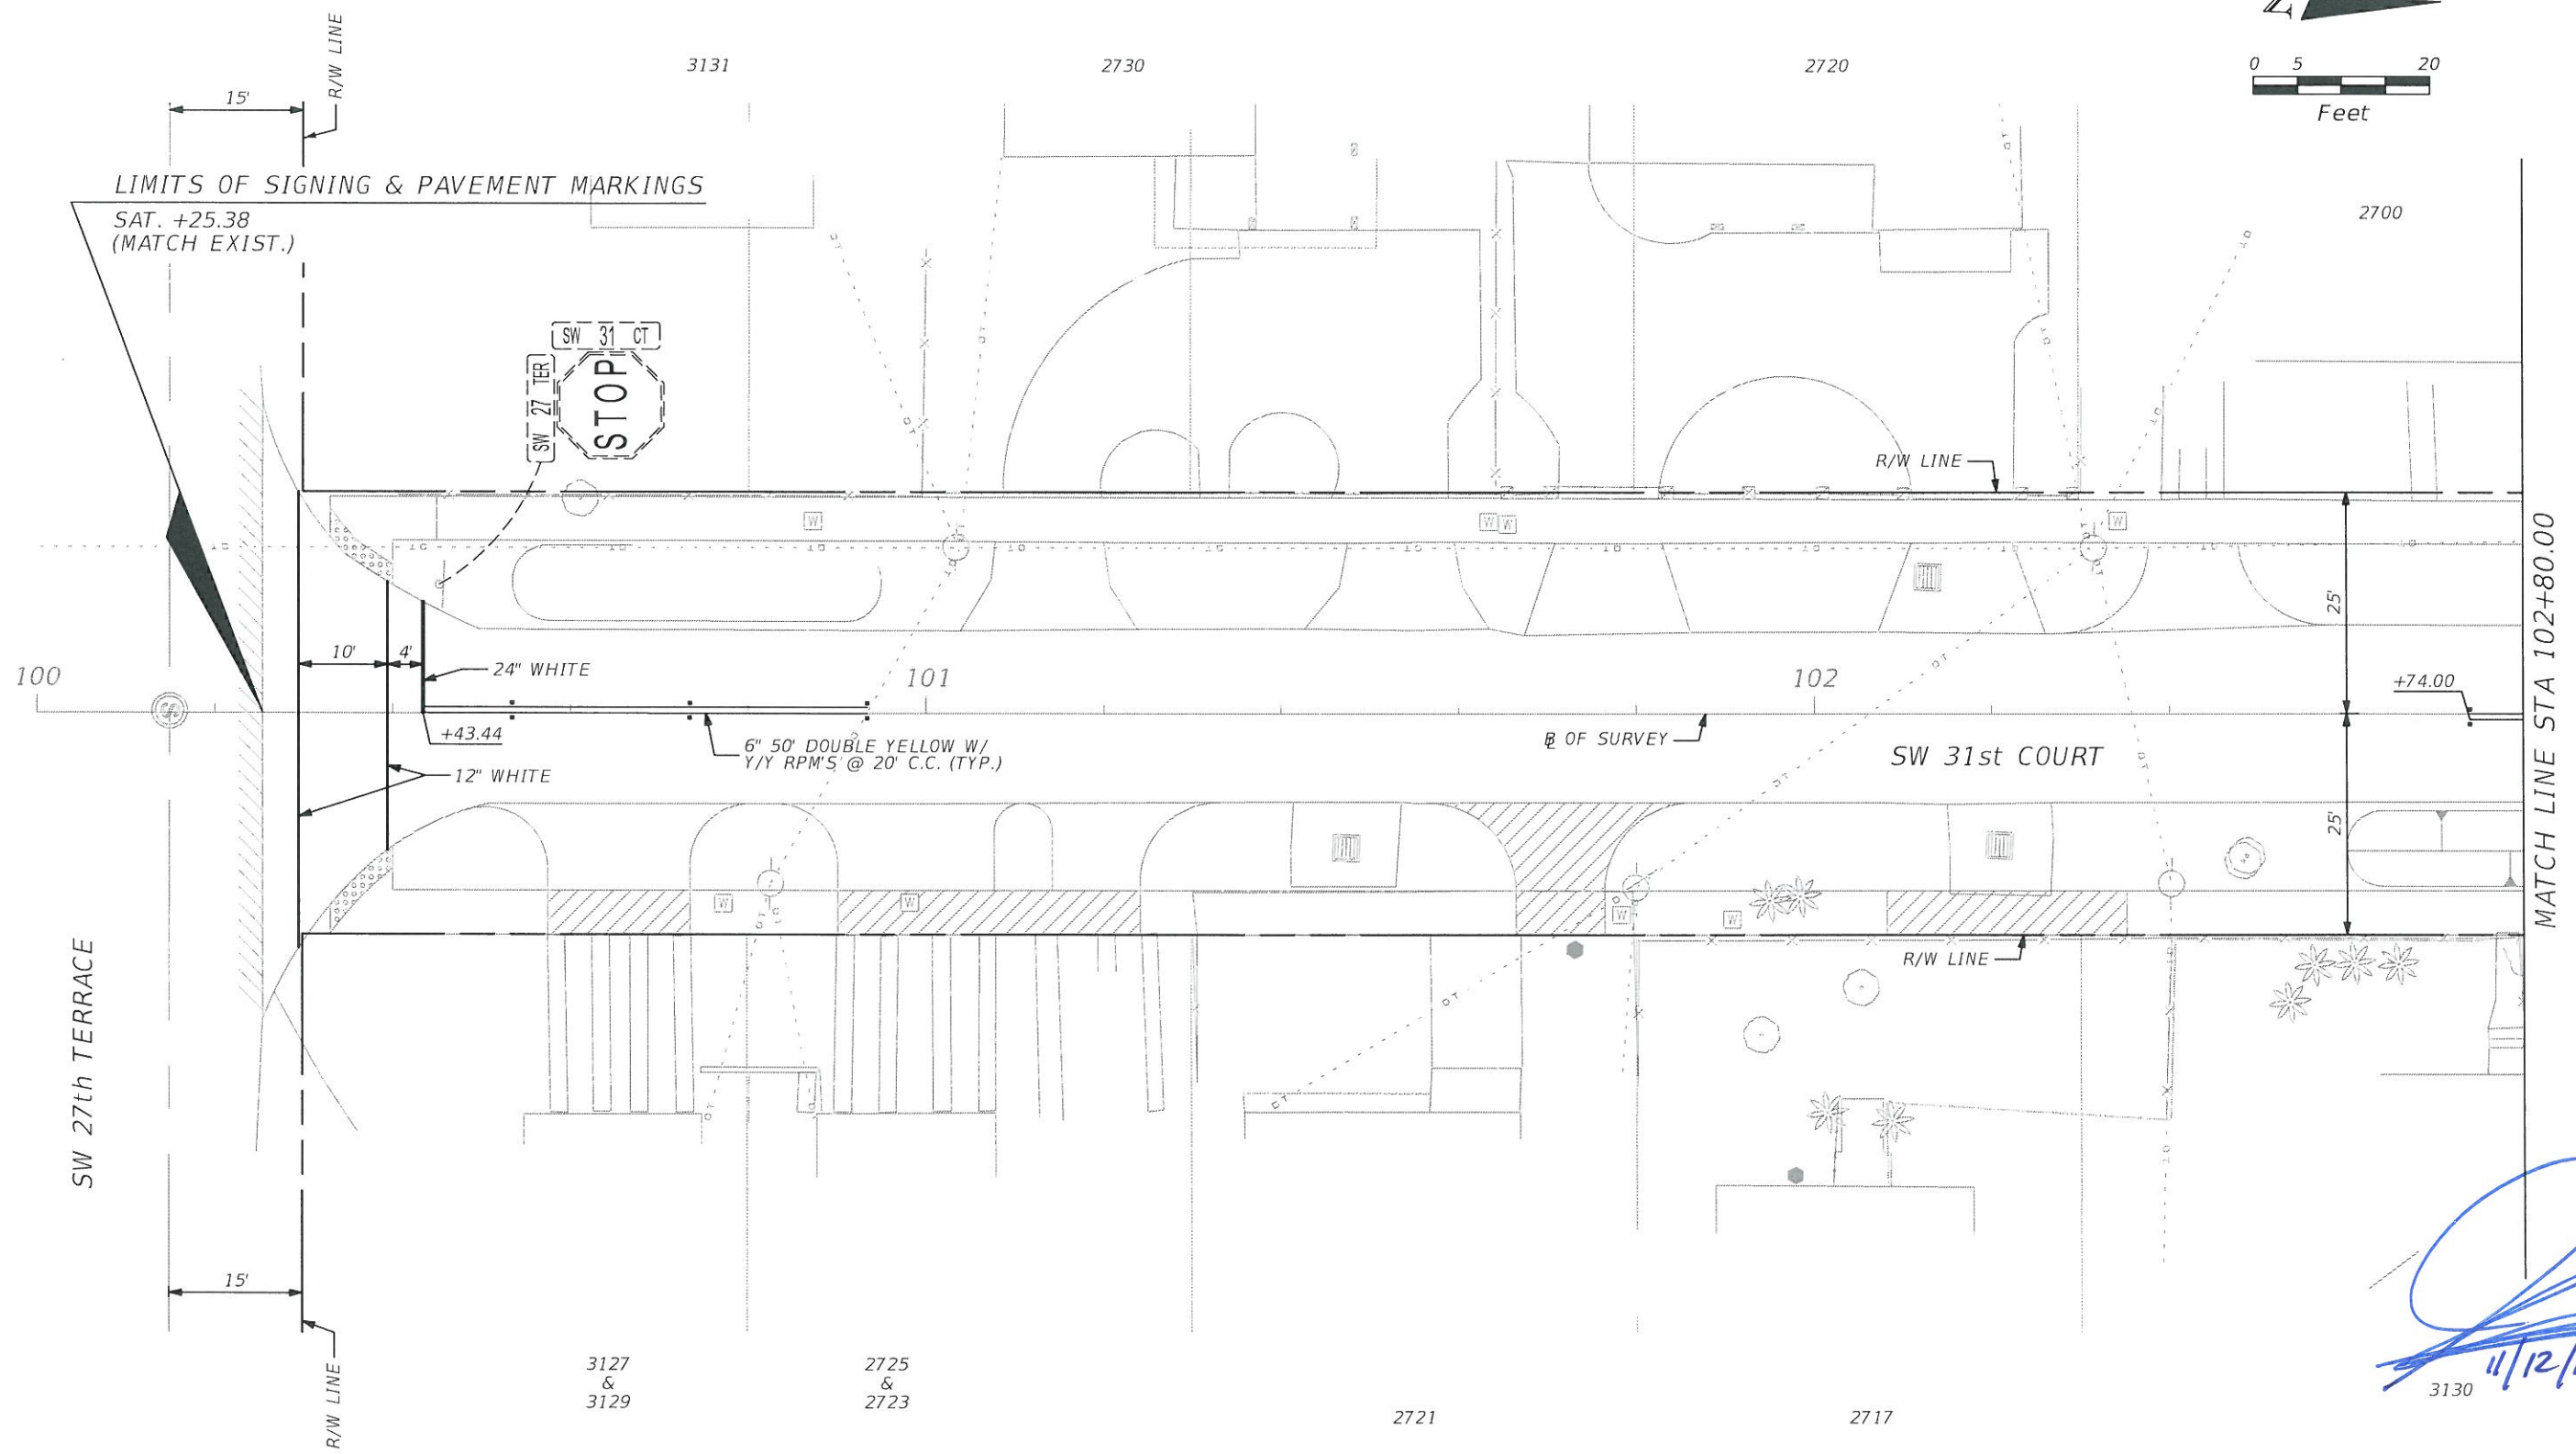 R/W LINE
3131
2730
2720
0 5 20
Feet
15'
LIMITS OF SIGNING & PAVEMENT MARKINGS
SAT. +25.38
(MATCH EXIST.)
2700
SW 31 CT
SW 27 TER
STOP
R/W LINE
W
W W
W
25'
10'
4'
24" WHITE
100
101
102
+74.00
+43.44
6" 50' DOUBLE YELLOW W/
Y/Y RPM'S @ 20' C.C. (TYP.)
BL OF SURVEY
SW 31st COURT
12" WHITE
MATCH LINE STA 102+80.00
25'
W
W
W
W
R/W LINE
SW 27th TERRACE
15'
R/W LINE
3127
&
3129
2725
&
2723
2721
2717
3130
11/12/